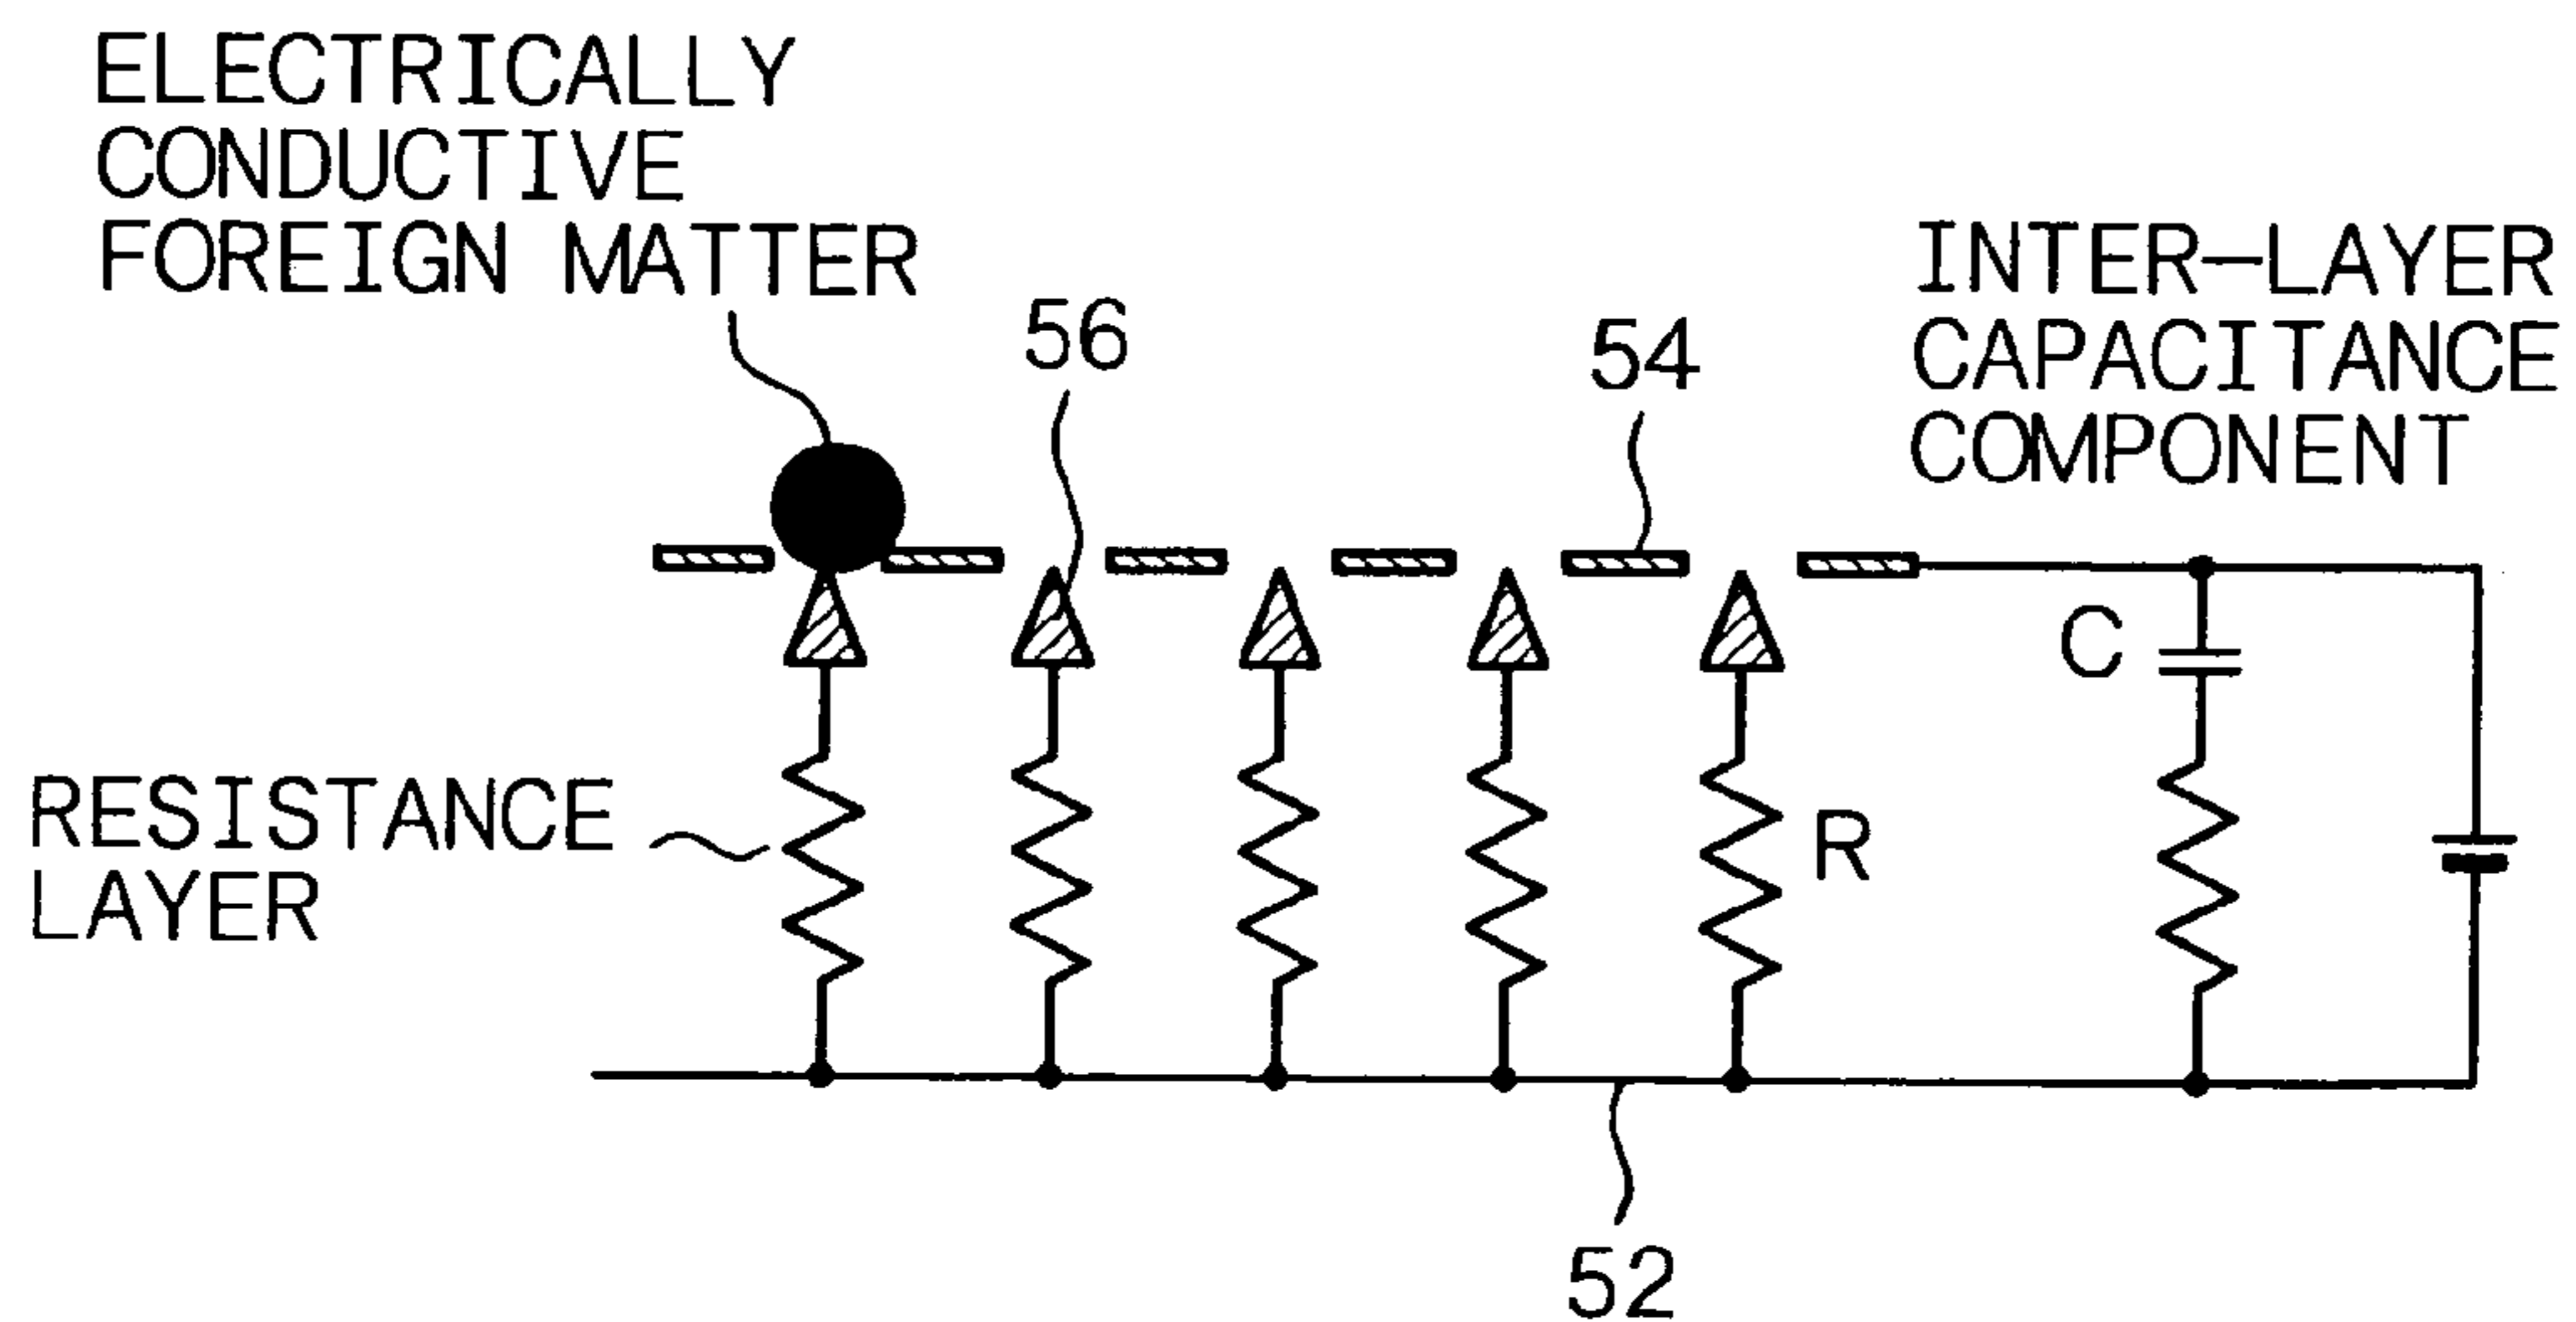 ELECTRICALLY
CONDUCTIVE
FOREIGN MATTER
56
54
INTER-LAYER
CAPACITANCE
COMPONENT
C
RESISTANCE
LAYER
R
52